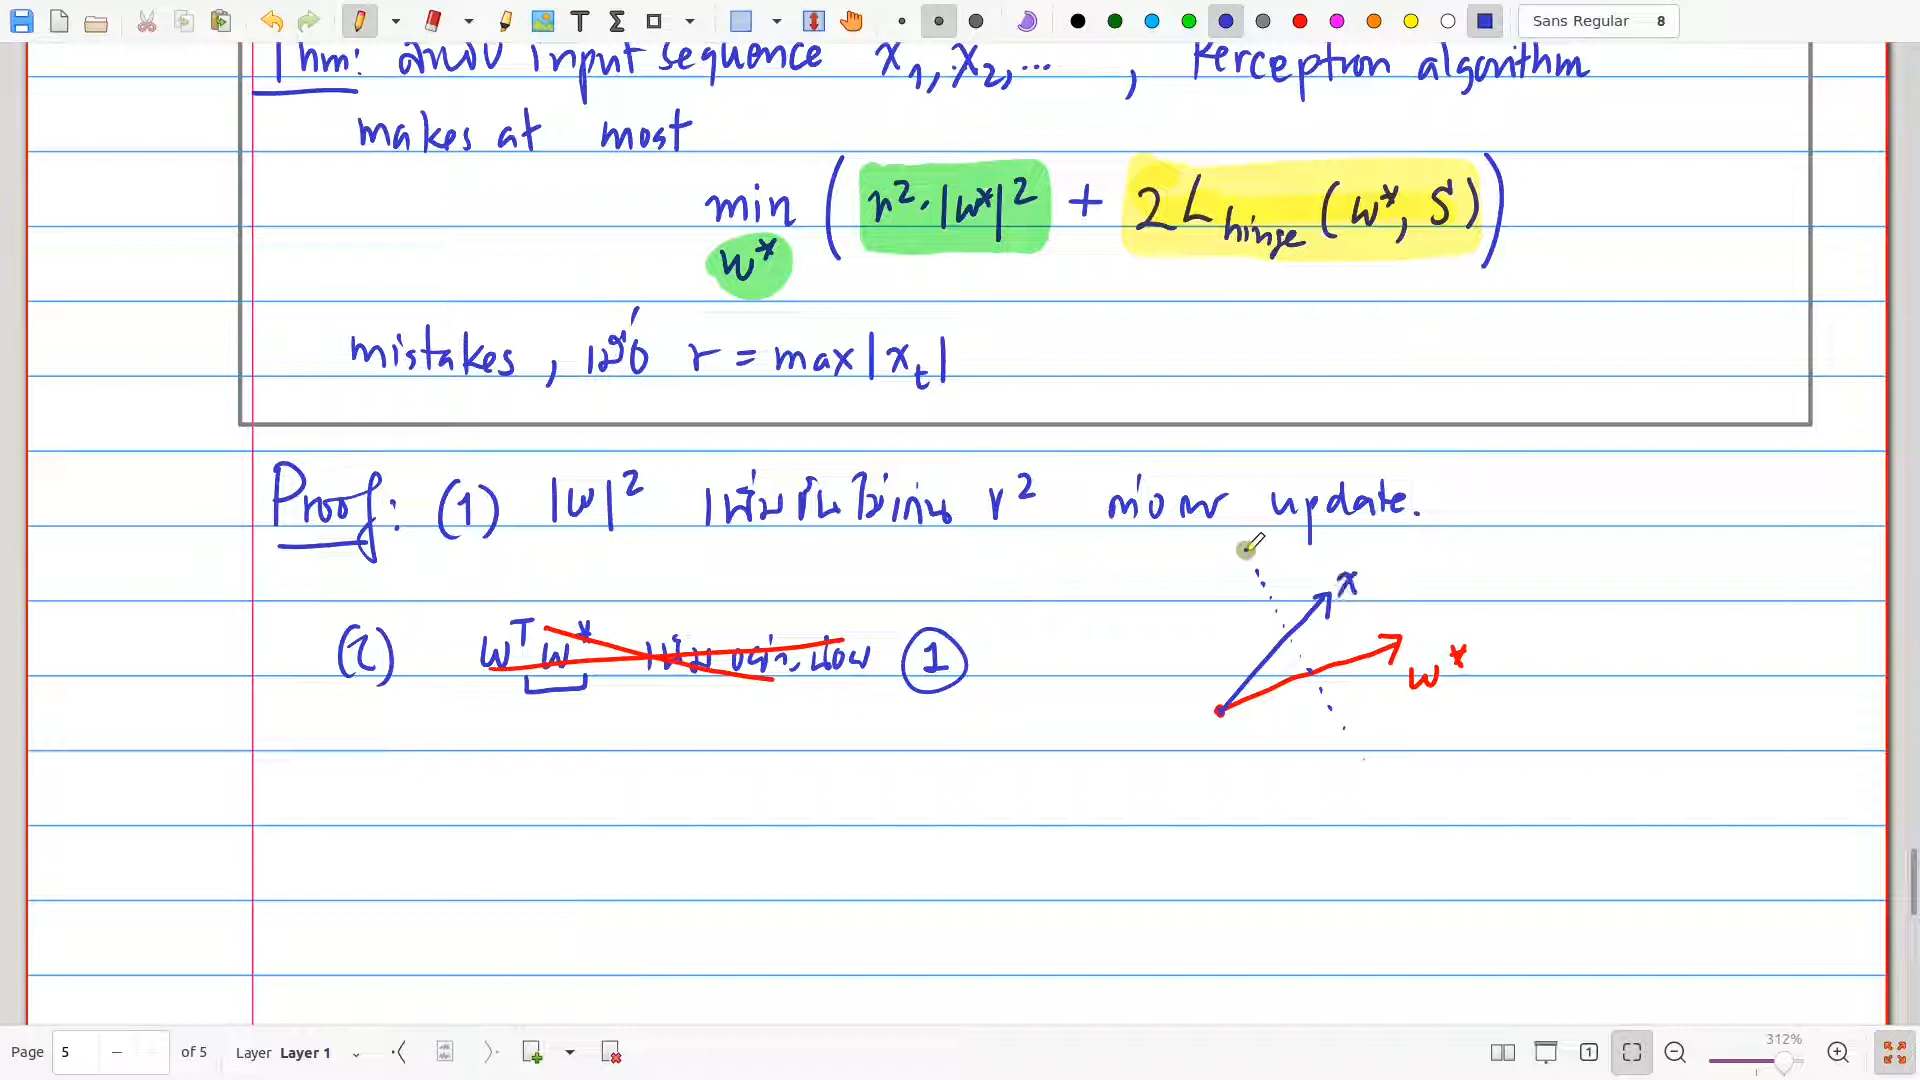 Sans Regular 8
Thm: สำหรับ input sequence x₁, x₂, ... , Perceptron algorithm
makes at most
min ( r²·|w*|² + 2L_hinge (w*, S) )
w*
mistakes , เมื่อ r = max|x_t|
Proof: (1) |w|² เพิ่มขึ้นไม่เกิน r² ต่อการ update.
x
(2) wᵀw* เพิ่มอย่างน้อย 1
w*
Page 5 of 5 Layer Layer 1
312%